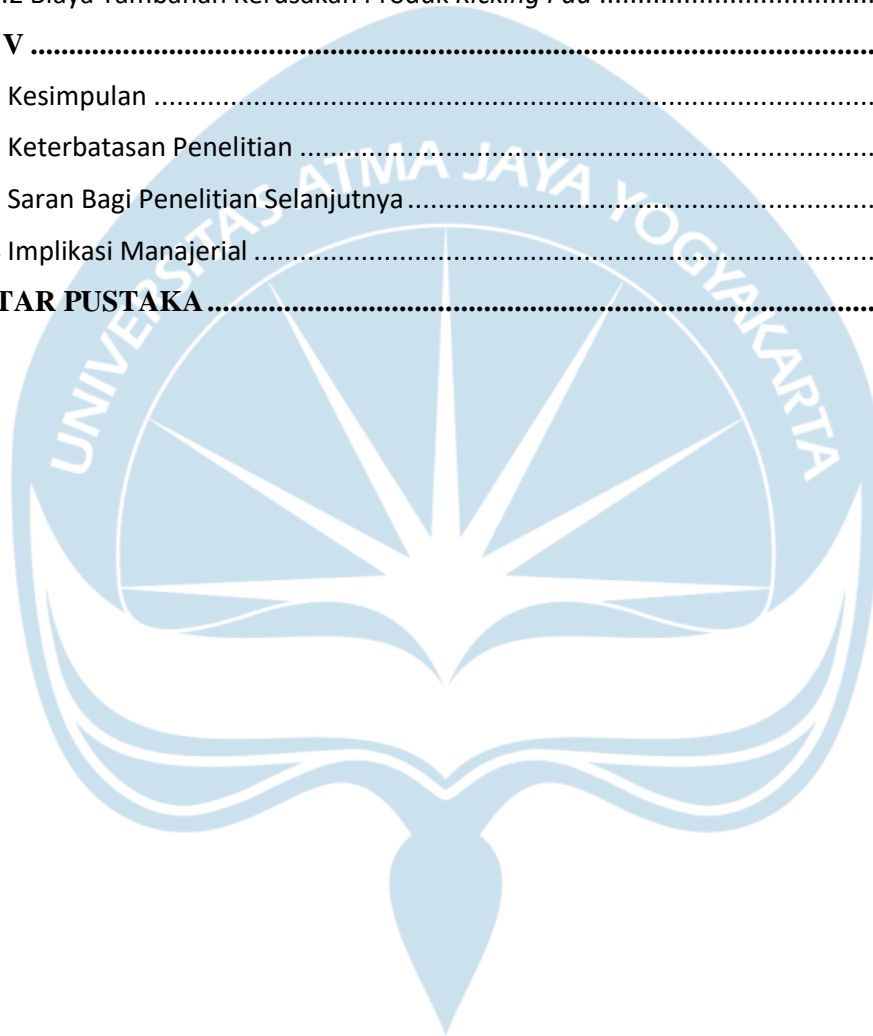 .2 Biaya Tambahan Kerusakan Produk Kicking Pad ........................................
V ........................................................................................................
Kesimpulan ........................................................................................
Keterbatasan Penelitian ........................................................................
Saran Bagi Penelitian Selanjutnya ............................................................
Implikasi Manajerial ............................................................................
TAR PUSTAKA ....................................................................................
UNIVERSITAS ATMA JAYA YOGYAKARTA